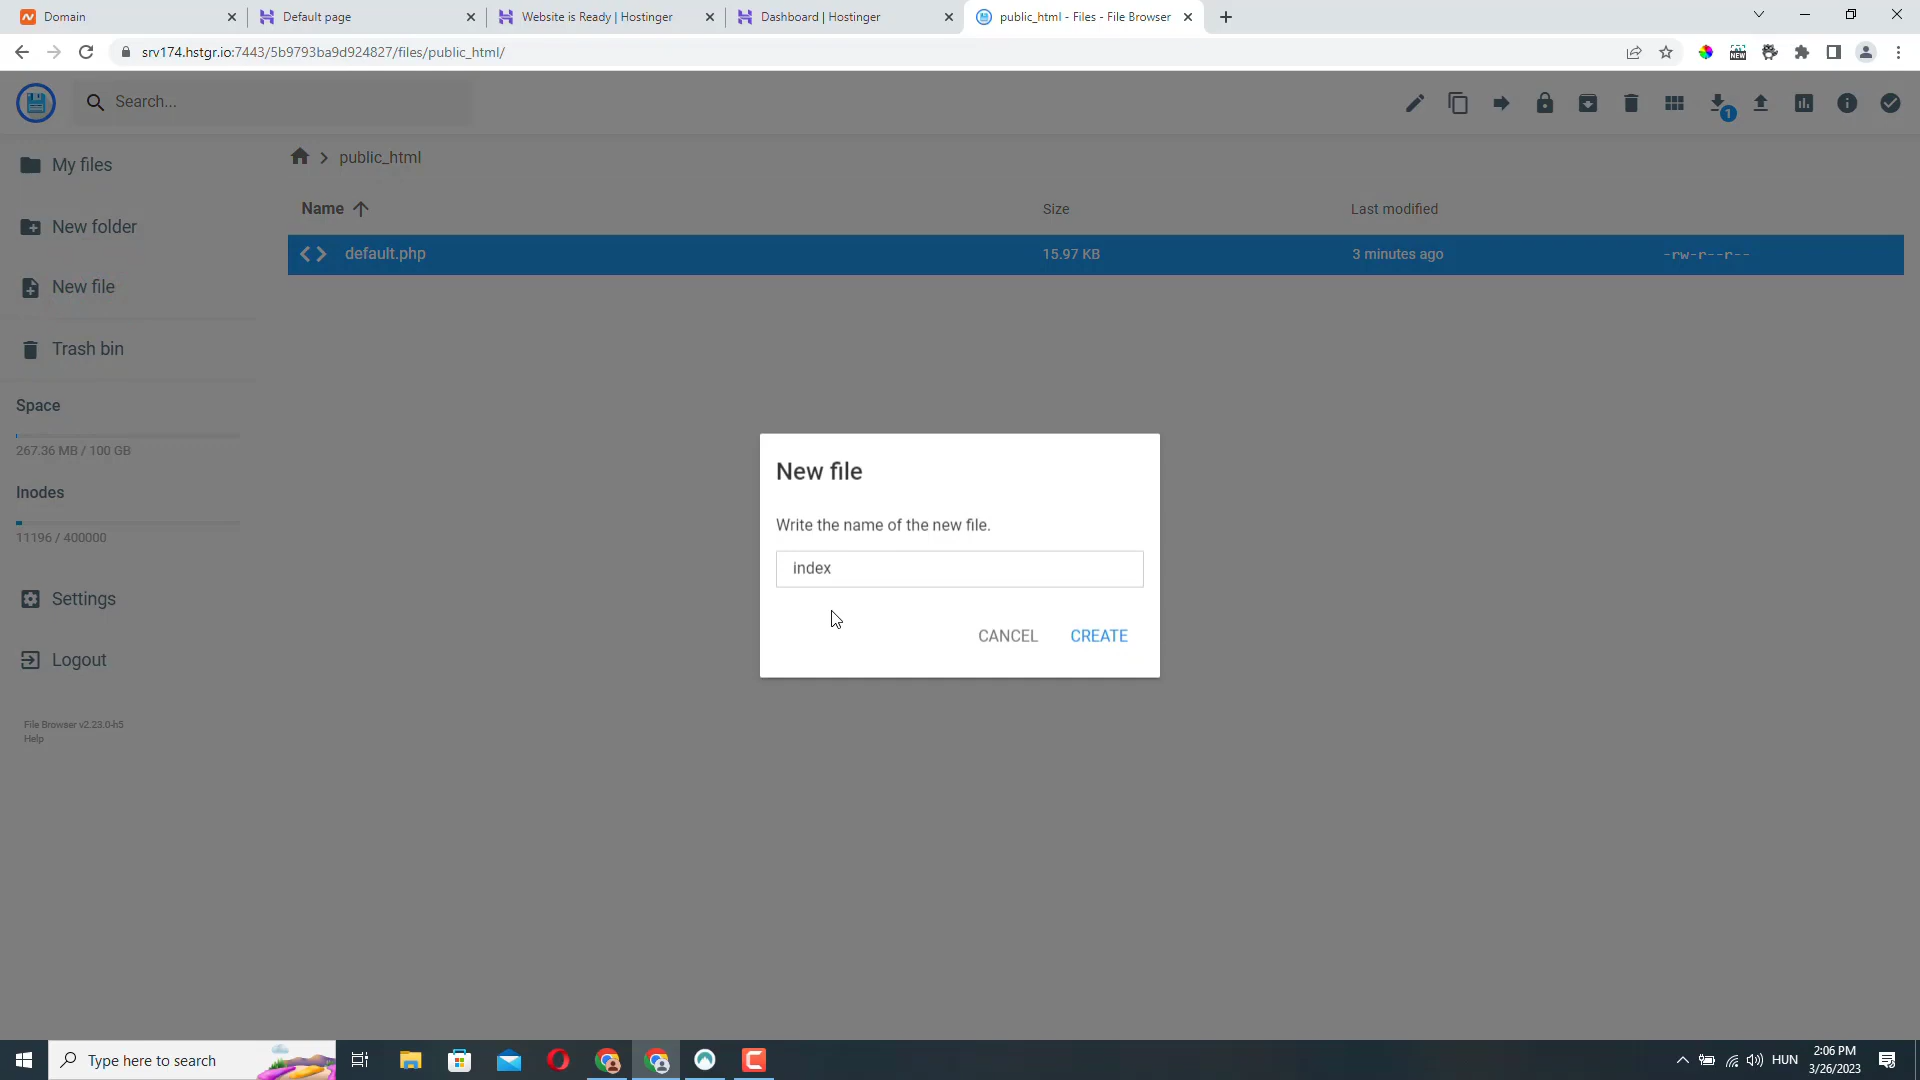 Domain
Default page
Website is Ready | Hostinger
Dashboard | Hostinger
public_html - Files - File Browser
srv174.hstgr.io:7443/5b9793ba9d924827/files/public_html/
NEW
Search...
1
My files
New folder
New file
Trash bin
Space
267.36 MB / 100 GB
Inodes
11196 / 400000
Settings
Logout
File Browser v2.23.0-h5
Help
public_html
Name
Size
Last modified
default.php
15.97 KB
3 minutes ago
-rw-r--r--
New file
Write the name of the new file.
index
CANCEL
CREATE
Type here to search
HUN
2:06 PM
3/26/2023